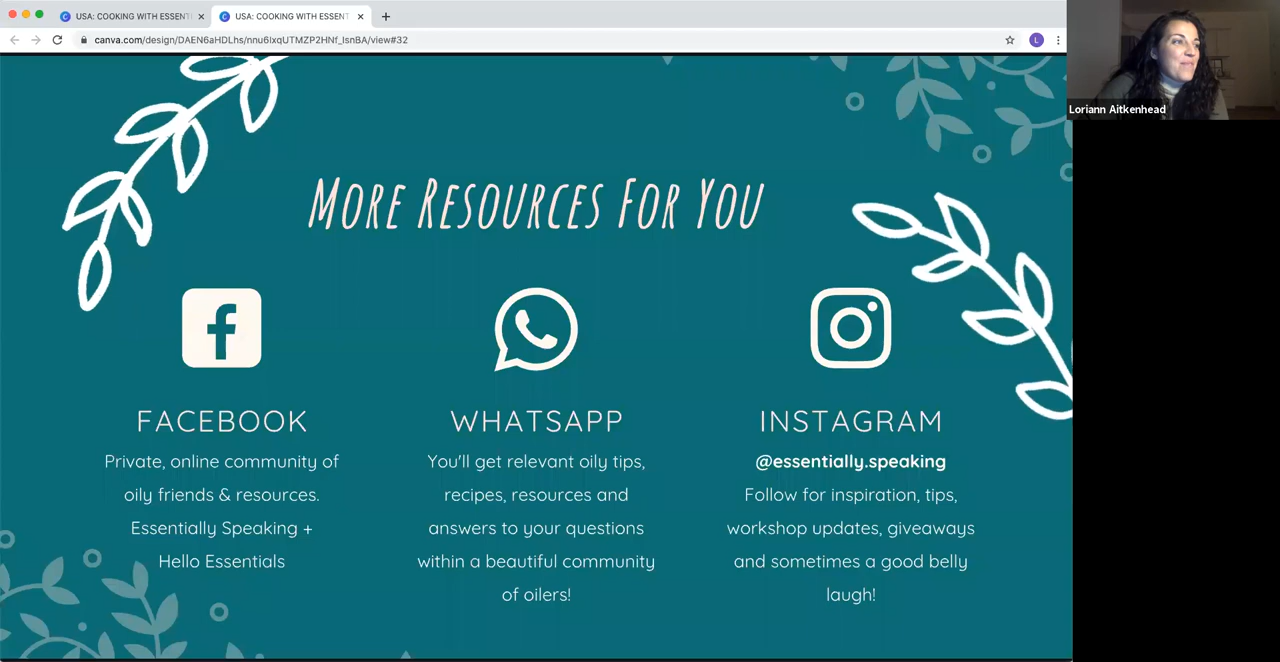 USA: COOKING WITH ESSENT
USA: COOKING WITH ESSENT
canva.com/design/DAEN6aHDLhs/nnu6lxqUTMZP2HNf_lsnBA/view#32
L
Loriann Aitkenhead
MORE RESOURCES FOR YOU
FACEBOOK
Private, online community of
oily friends & resources.
Essentially Speaking +
Hello Essentials
WHATSAPP
You'll get relevant oily tips,
recipes, resources and
answers to your questions
within a beautiful community
of oilers!
INSTAGRAM
@essentially.speaking
Follow for inspiration, tips,
workshop updates, giveaways
and sometimes a good belly
laugh!